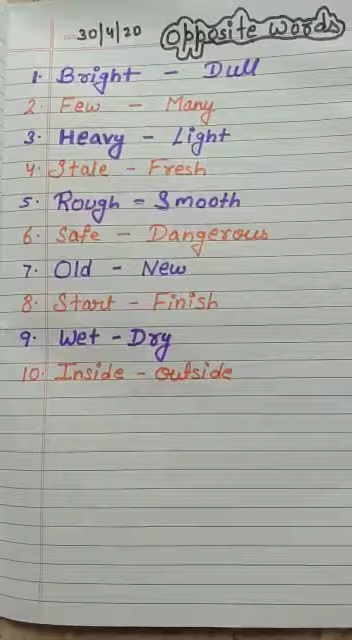 30/4/20 Opposite words
1. Bright - Dull
2. Few - Many
3. Heavy - Light
4. Stale - Fresh
5. Rough = Smooth
6. Safe - Dangerous
7. Old - New
8. Start - Finish
9. Wet - Dry
10. Inside - outside